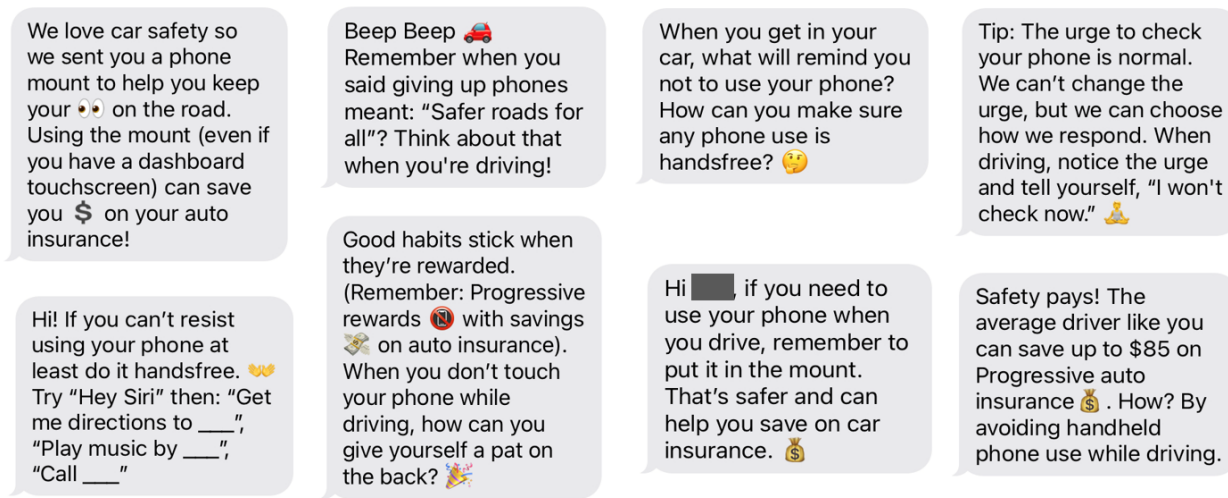 We love car safety so
we sent you a phone
mount to help you keep
your 👀 on the road.
Using the mount (even if
you have a dashboard
touchscreen) can save
you 💲 on your auto
insurance!
Hi! If you can’t resist
using your phone at
least do it handsfree. 👐
Try “Hey Siri” then: “Get
me directions to ___”,
“Play music by ___”,
“Call ___”
Beep Beep 🚗
Remember when you
said giving up phones
meant: “Safer roads for
all”? Think about that
when you're driving!
Good habits stick when
they’re rewarded.
(Remember: Progressive
rewards 📵 with savings
💸 on auto insurance).
When you don’t touch
your phone while
driving, how can you
give yourself a pat on
the back? 🎉
When you get in your
car, what will remind you
not to use your phone?
How can you make sure
any phone use is
handsfree? 🤔
Hi , if you need to
use your phone when
you drive, remember to
put it in the mount.
That’s safer and can
help you save on car
insurance. 💰
Tip: The urge to check
your phone is normal.
We can’t change the
urge, but we can choose
how we respond. When
driving, notice the urge
and tell yourself, “I won't
check now.” 🧘
Safety pays! The
average driver like you
can save up to $85 on
Progressive auto
insurance 💰 . How? By
avoiding handheld
phone use while driving.